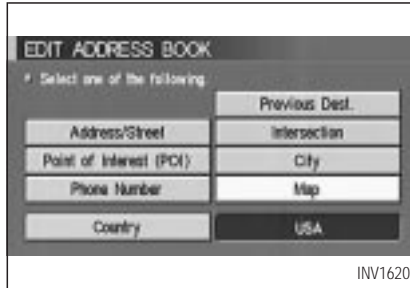 EDIT ADDRESS BOOK
Select one of the following
Previous Dest.
Address/Street Intersection
Point of Interest (POI) City
Phone Number Map
Country USA
INV1620